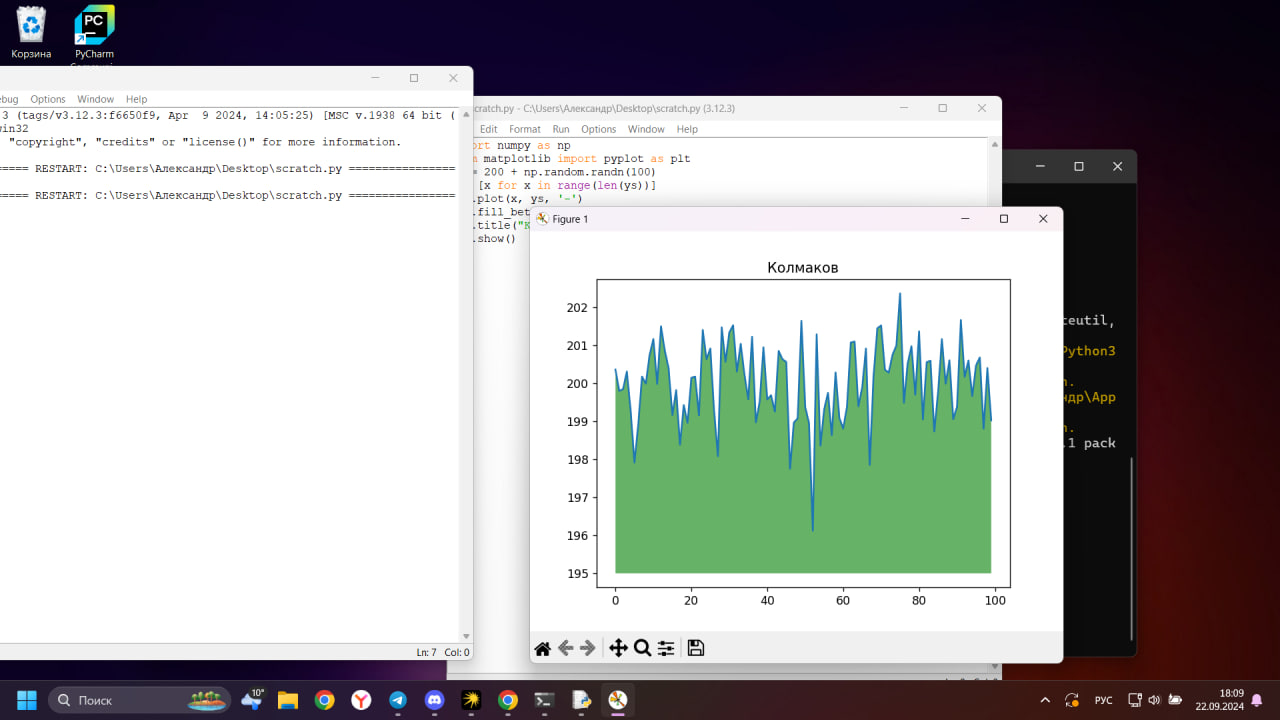 Корзина
PC
PyCharm
Options Window Help
3 (tags/v3.12.3:f6650f9, Apr 9 2024, 14:05:25) [MSC v.1938 64 bit (
"copyright", "credits" or "license()" for more information.
===== RESTART: C:\Users\Александр\Desktop\scratch.py ================
===== RESTART: C:\Users\Александр\Desktop\scratch.py ================
Ln: 7 Col: 0
scratch.py - C:\Users\Александр\Desktop\scratch.py (3.12.3)
Edit Format Run Options Window Help
numpy as np
matplotlib import pyplot as plt
= 200 + np.random.randn(100)
[x for x in range(len(ys))]
.plot(x, ys, '-')
.fill_bet
.title("К
.show()
Figure 1
Колмаков
202
201
200
199
198
197
196
195
0 20 40 60 80 100
teutil,
Python3
App
.1 pack
Поиск
10°
РУС
18:09
22.09.2024